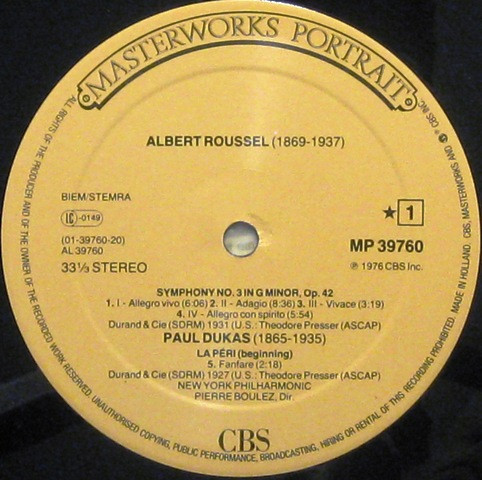 MASTERWORKS PORTRAIT
ALBERT ROUSSEL (1869-1937)
BIEM/STEMRA
LC-0149
(01-39760-20)
AL 39760
33⅓ STEREO
★ 1
MP 39760
℗ 1976 CBS Inc.
SYMPHONY NO. 3 IN G MINOR, Op. 42
1. I - Allegro vivo (6:06) 2. II - Adagio (8:36) 3. III - Vivace (3:19)
4. IV - Allegro con spirito (5:54)
Durand & Cie (SDRM) 1931 (U.S.: Theodore Presser (ASCAP)
PAUL DUKAS (1865-1935)
LA PÉRI (beginning)
5. Fanfare (2:18)
Durand & Cie (SDRM) 1927 (U.S.: Theodore Presser (ASCAP)
NEW YORK PHILHARMONIC
PIERRE BOULEZ, Dir.
CBS
ALL RIGHTS OF THE PRODUCER AND OF THE OWNER OF THE RECORDED WORK RESERVED. UNAUTHORISED COPYING, PUBLIC PERFORMANCE, BROADCASTING, HIRING OR RENTAL OF THIS RECORDING PROHIBITED. MADE IN HOLLAND. CBS, MASTERWORKS AND
CBS INC.